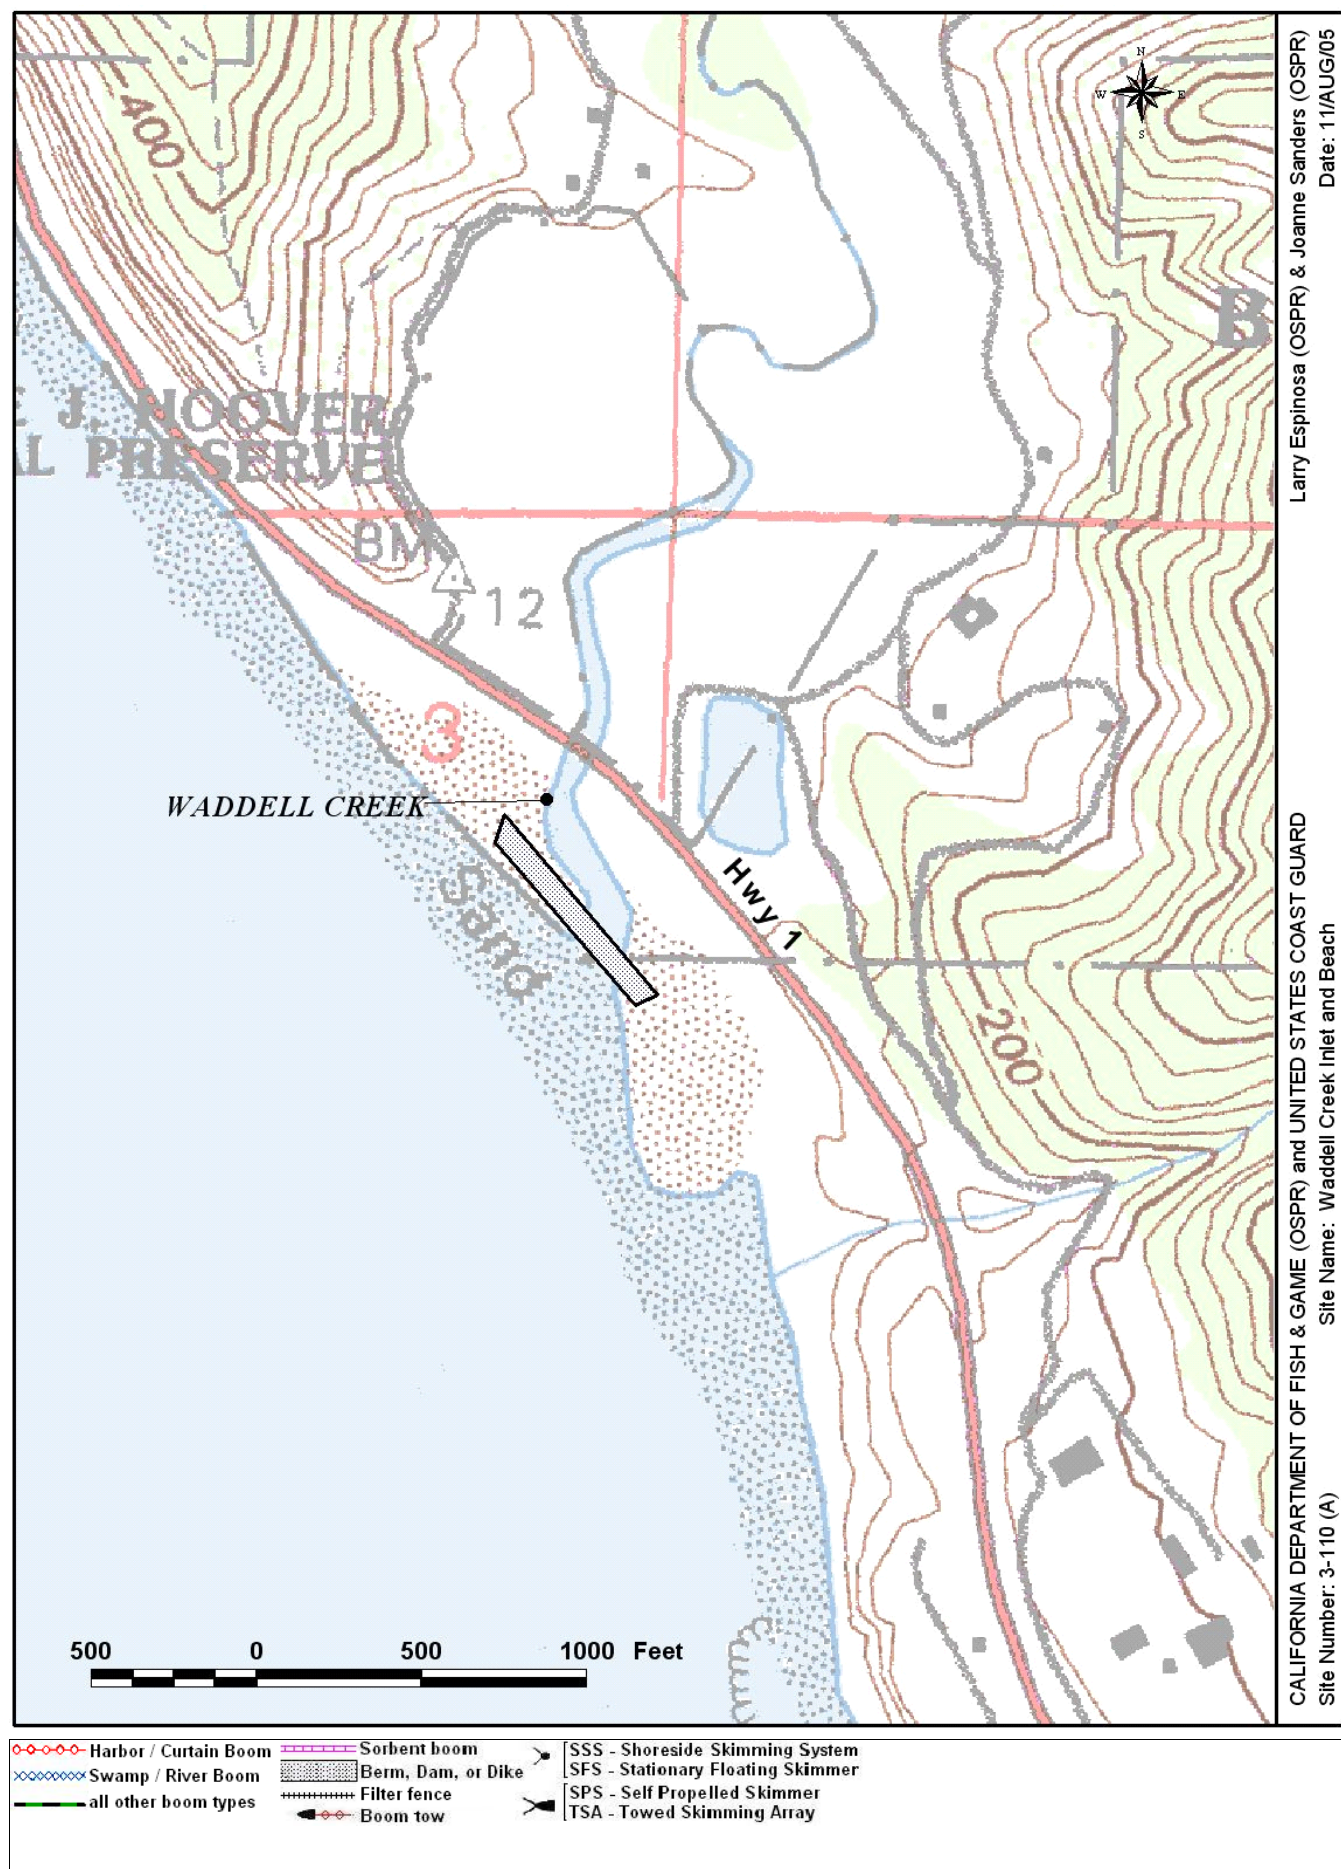 400
N
W E
S
B
J. HOOVER
AL PRESERVE
BM
12
3
WADDELL CREEK
Sand
Hwy 1
200
500 0 500 1000 Feet
Larry Espinosa (OSPR) & Joanne Sanders (OSPR)
Date: 11/AUG/05
CALIFORNIA DEPARTMENT OF FISH & GAME (OSPR) and UNITED STATES COAST GUARD
Site Number: 3-110 (A) Site Name: Waddell Creek Inlet and Beach
Harbor / Curtain Boom
Swamp / River Boom
all other boom types
Sorbent boom
Berm, Dam, or Dike
Filter fence
Boom tow
SSS - Shoreside Skimming System
SFS - Stationary Floating Skimmer
SPS - Self Propelled Skimmer
TSA - Towed Skimming Array